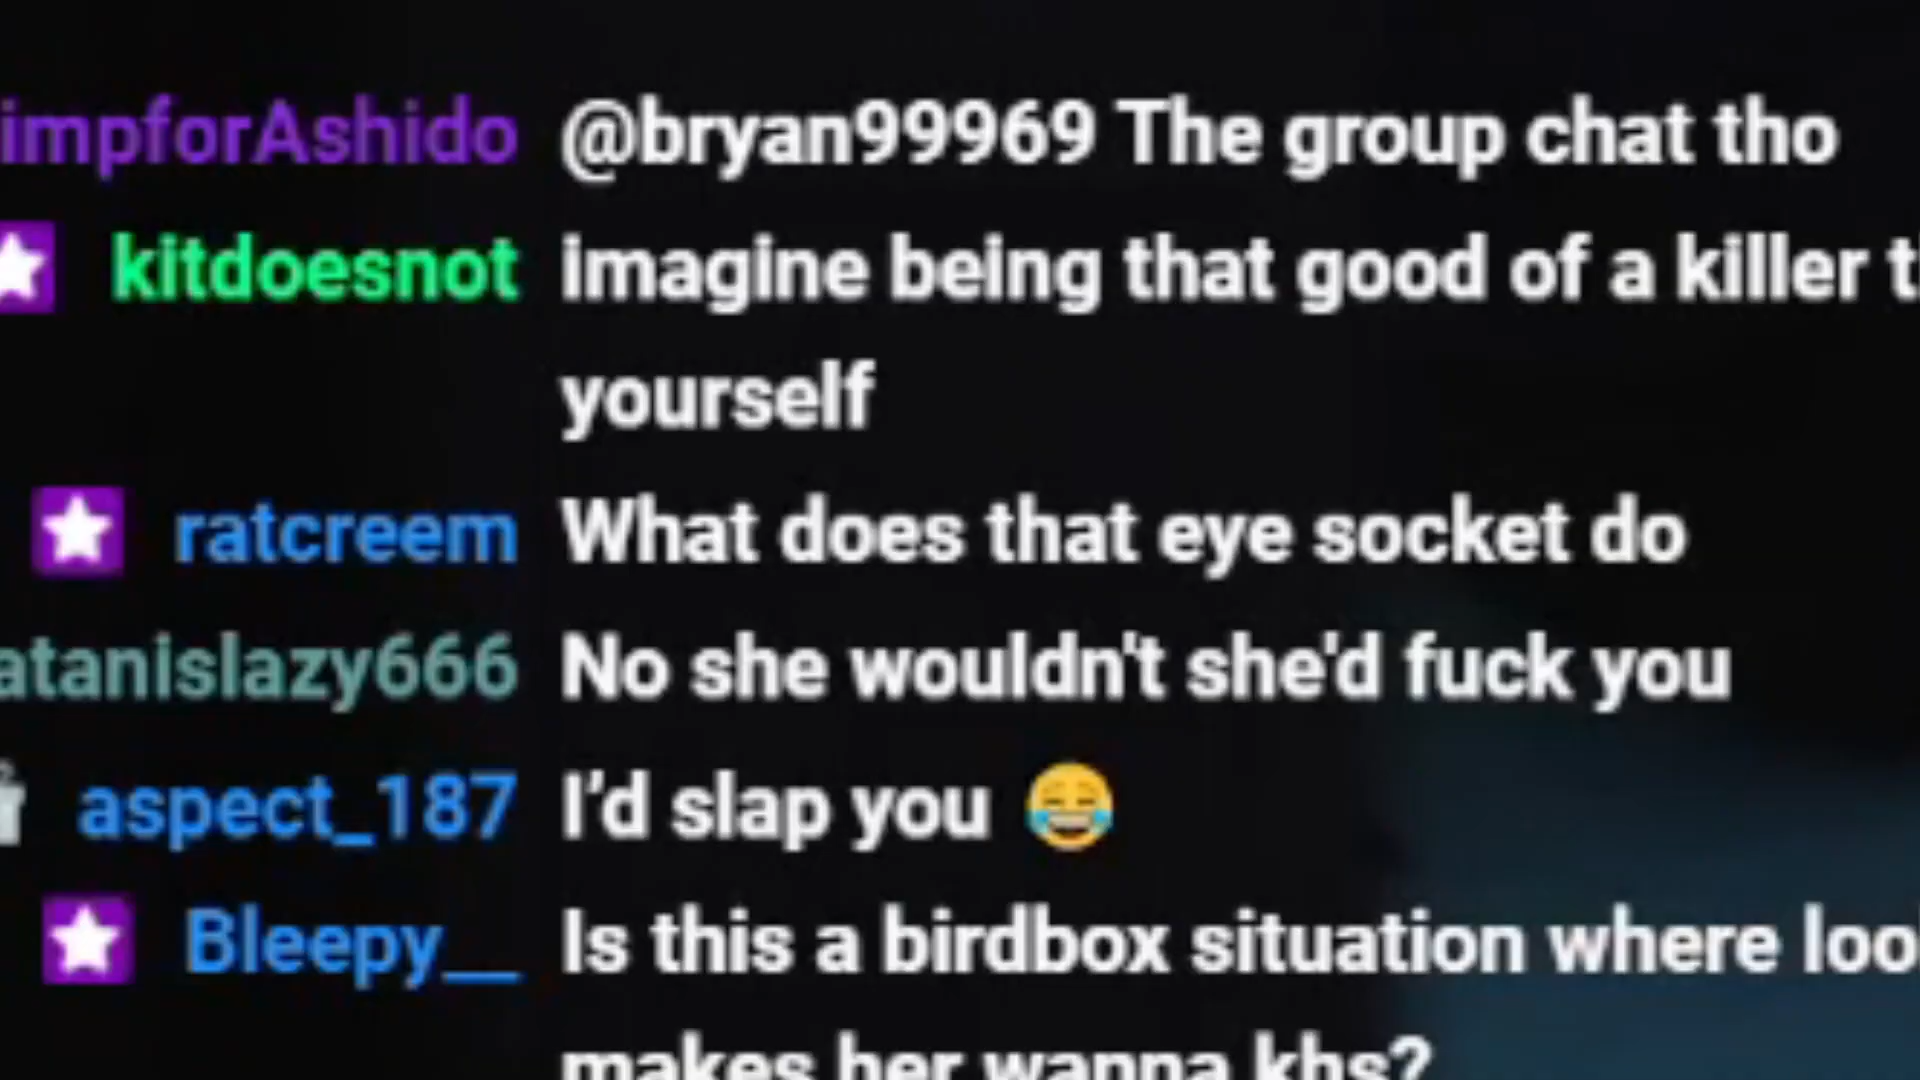 impforAshido @bryan99969 The group chat tho
kitdoesnot Imagine being that good of a killer
yourself
ratcreem What does that eye socket do
atanislazy666 No she wouldn't she'd fuck you
aspect_187 I'd slap you 😂
Bleepy__ Is this a birdbox situation where loo
makes her wanna khs?